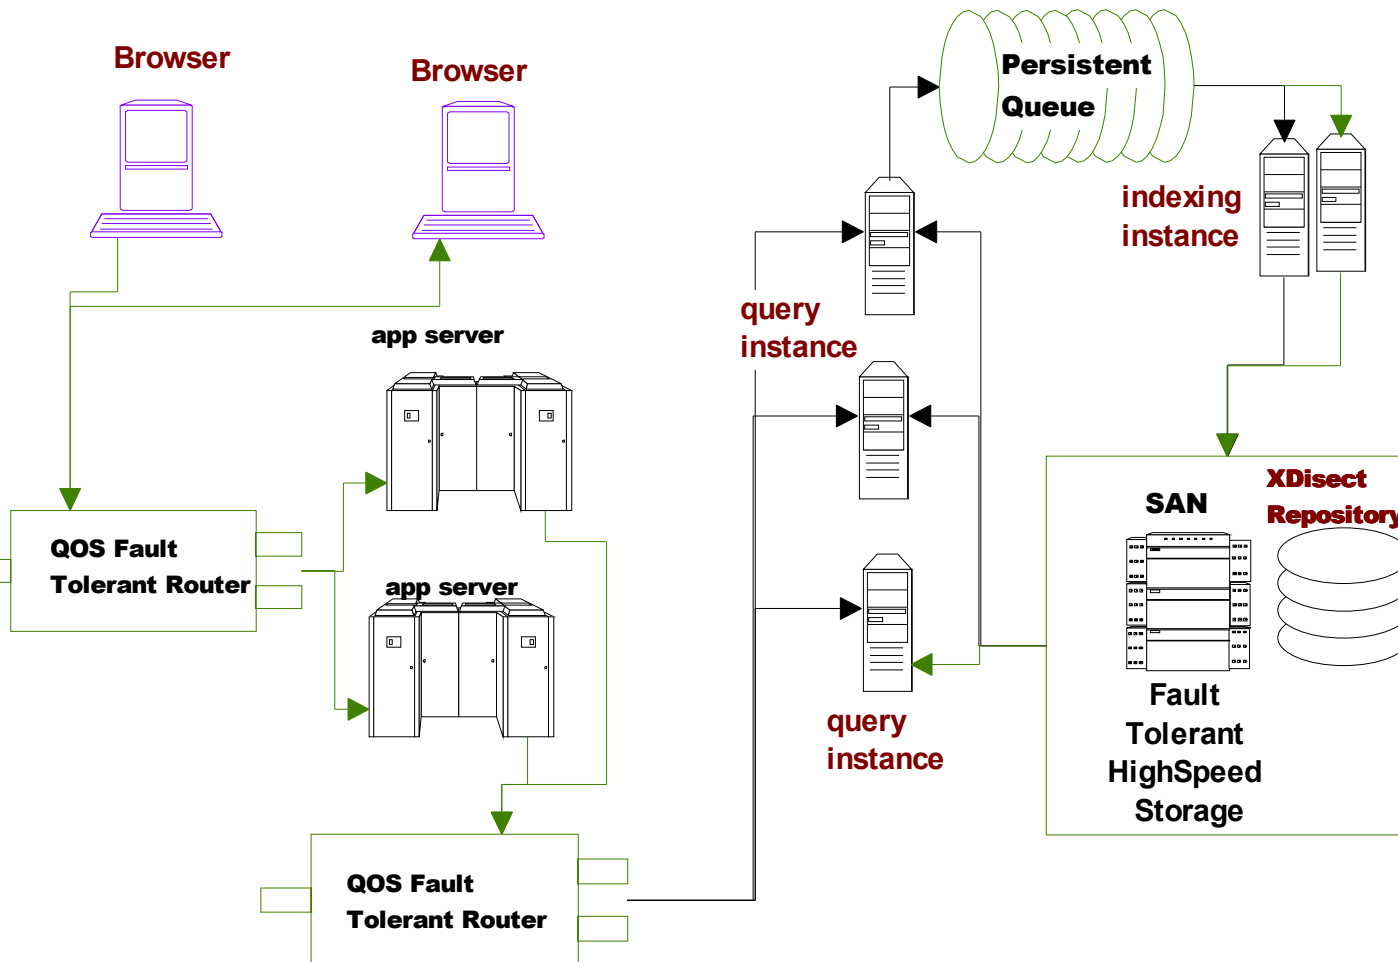 Browser
Browser
Persistent
Queue
indexing
instance
query
instance
app server
XDisect
Repository
SAN
QOS Fault
Tolerant Router
app server
Fault
Tolerant
HighSpeed
Storage
query
instance
QOS Fault
Tolerant Router